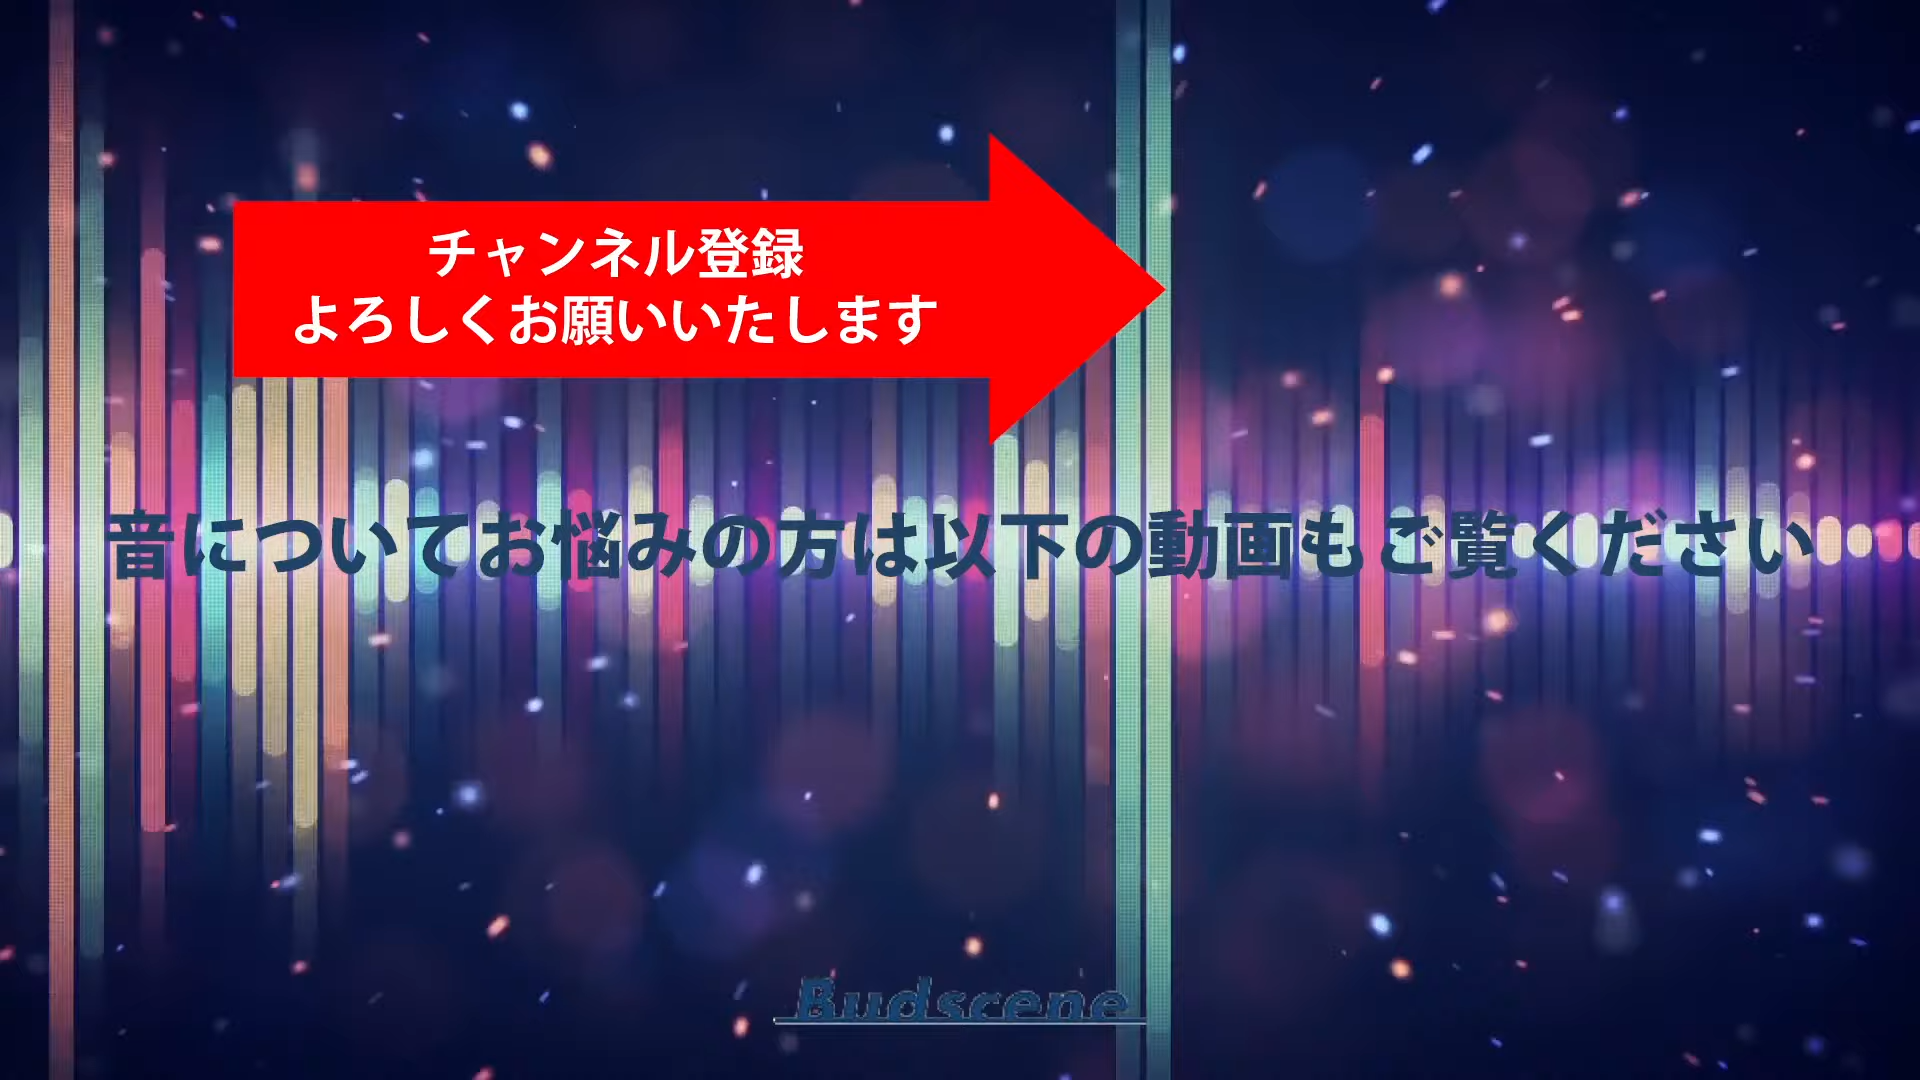 チャンネル登録
よろしくお願いいたします
音についてお悩みの方は以下の動画もご覧ください
Budscene